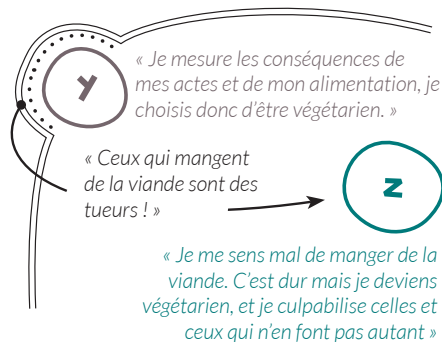 Y
« Je mesure les conséquences de
mes actes et de mon alimentation, je
choisis donc d'être végétarien. »
« Ceux qui mangent
de la viande sont des
tueurs ! »
Z
« Je me sens mal de manger de la
viande. C'est dur mais je deviens
végétarien, et je culpabilise celles et
ceux qui n'en font pas autant »